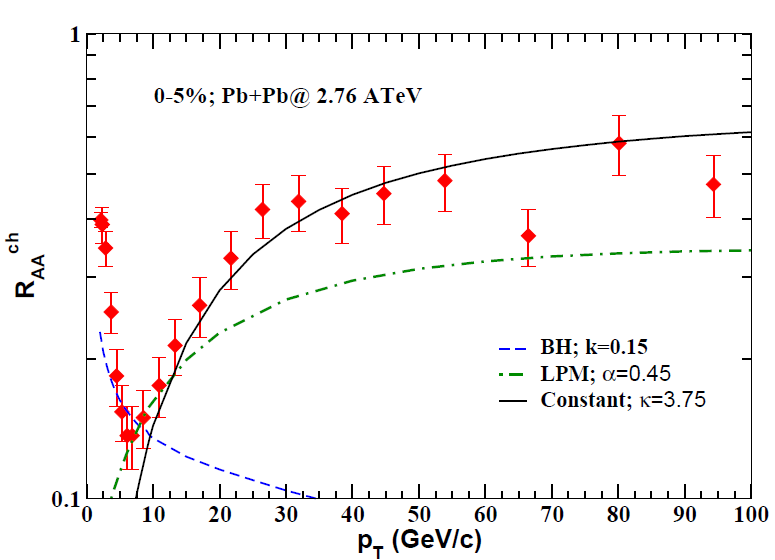 1
0-5%; Pb+Pb@ 2.76 ATeV
R_AA^ch
BH; k=0.15
LPM; α=0.45
Constant; κ=3.75
0.1
0 10 20 30 40 50 60 70 80 90 100
p_T (GeV/c)